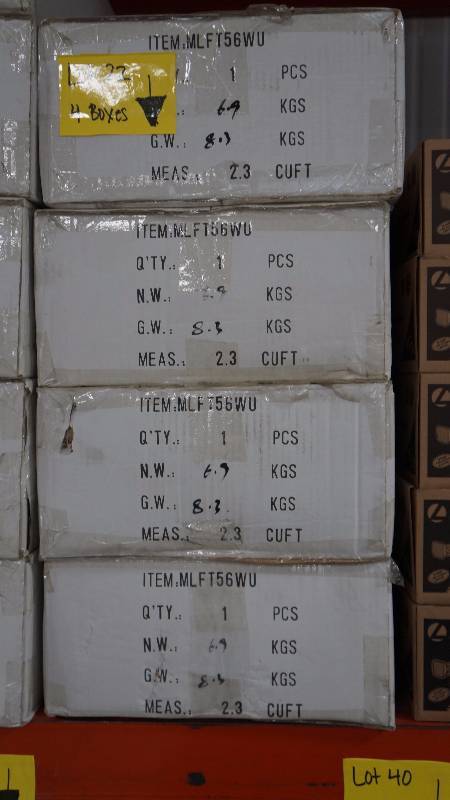 ITEM:MLFT56WU
4 Boxes
1 PCS
6.9 KGS
G.W.: 8.3 KGS
MEAS.: 2.3 CUFT
ITEM:MLFT56WU
Q'TY.: 1 PCS
N.W.: KGS
G.W.: 8.3 KGS
MEAS.: 2.3 CUFT
ITEM:MLFT56WU
Q'TY.: 1 PCS
N.W.: 6.9 KGS
G.W.: 8.3 KGS
MEAS.: 2.3 CUFT
ITEM:MLFT56WU
Q'TY.: 1 PCS
N.W.: 6.9 KGS
G.W.: 8.3 KGS
MEAS.: 2.3 CUFT
Lot 40